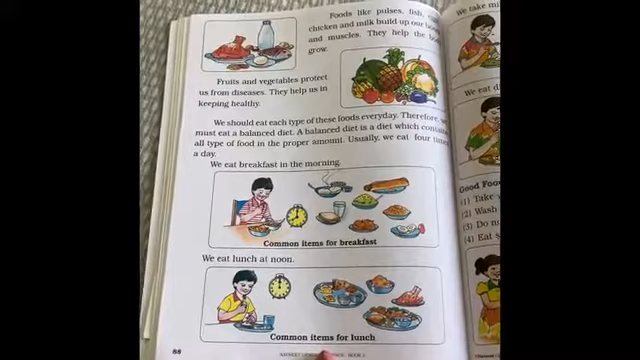 Foods like pulses, fish,
chicken and milk build up our
and muscles. They help the
grow.
Fruits and vegetables protect
us from diseases. They help us in
keeping healthy.
We should eat each type of these foods everyday. Therefore,
must eat a balanced diet. A balanced diet is a diet which
all type of food in the proper amount. Usually, we eat four
a day.
We eat breakfast in the morning.
Common items for breakfast
We eat lunch at noon.
Common items for lunch
88
We take
We eat
Good
(1) Take
(2) Wash
(3) Do
(4) Eat